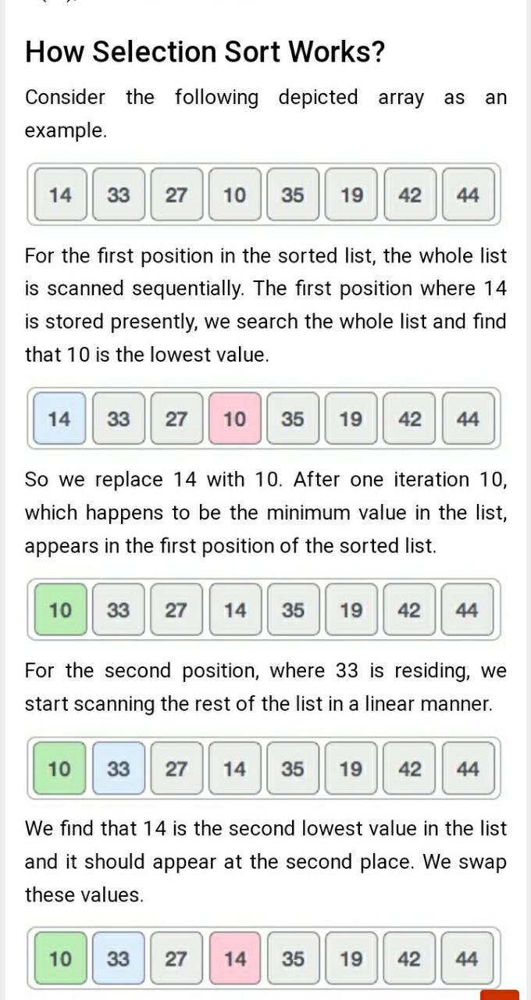 How Selection Sort Works?
Consider the following depicted array as an
example.
14 33 27 10 35 19 42 44
For the first position in the sorted list, the whole list
is scanned sequentially. The first position where 14
is stored presently, we search the whole list and find
that 10 is the lowest value.
14 33 27 10 35 19 42 44
So we replace 14 with 10. After one iteration 10,
which happens to be the minimum value in the list,
appears in the first position of the sorted list.
10 33 27 14 35 19 42 44
For the second position, where 33 is residing, we
start scanning the rest of the list in a linear manner.
10 33 27 14 35 19 42 44
We find that 14 is the second lowest value in the list
and it should appear at the second place. We swap
these values.
10 33 27 14 35 19 42 44